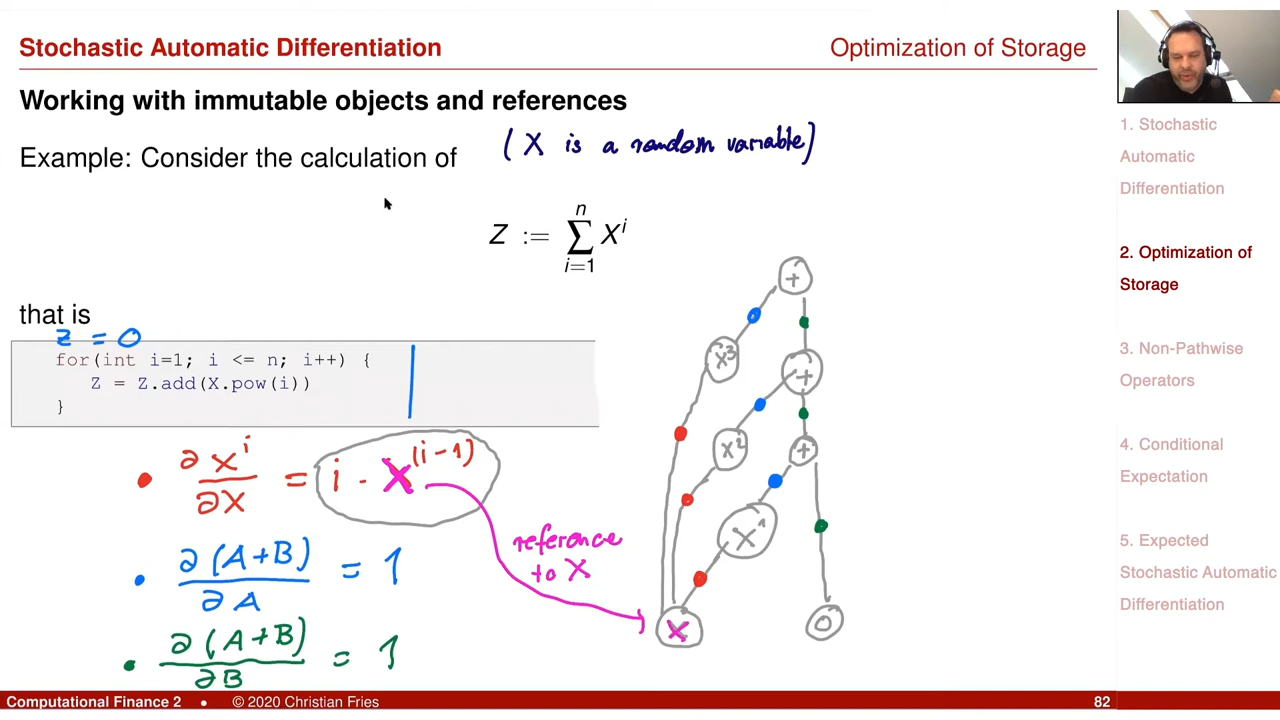 Stochastic Automatic Differentiation
Optimization of Storage
Working with immutable objects and references
Example: Consider the calculation of
(X is a random variable)
Z := ∑ⁿᵢ₌₁ Xⁱ
that is
z = 0
for(int i=1; i <= n; i++) {
Z = Z.add(X.pow(i))
}
• ∂X^i / ∂X = i · X^(i-1)
reference
to X
• ∂(A+B) / ∂A = 1
• ∂(A+B) / ∂B = 1
+
X³
+
X²
+
X¹
X
0
1. Stochastic
Automatic
Differentiation
2. Optimization of
Storage
3. Non-Pathwise
Operators
4. Conditional
Expectation
5. Expected
Stochastic Automatic
Differentiation
Computational Finance 2 • © 2020 Christian Fries
82